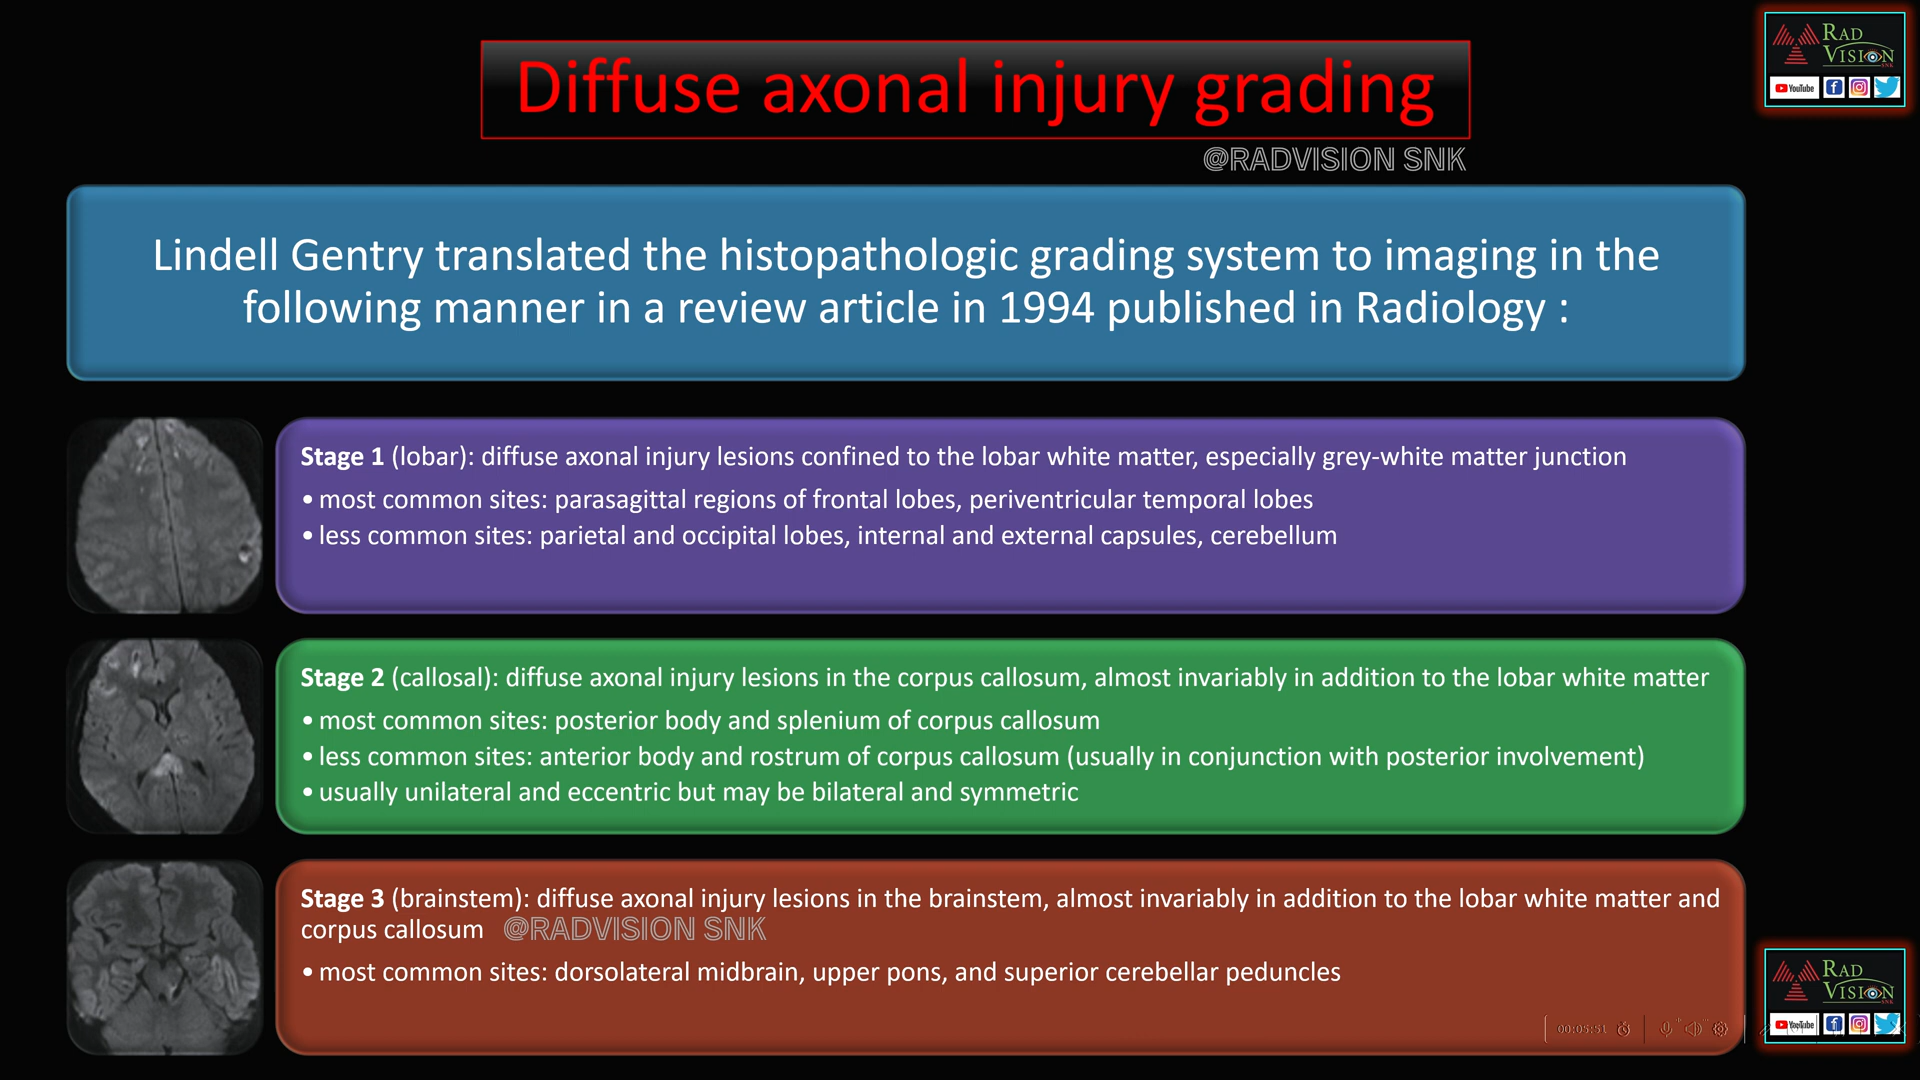 Diffuse axonal injury grading
@RADVISION SNK
RAD
VISION
SNK
YouTube
Lindell Gentry translated the histopathologic grading system to imaging in the
following manner in a review article in 1994 published in Radiology :
Stage 1 (lobar): diffuse axonal injury lesions confined to the lobar white matter, especially grey-white matter junction
• most common sites: parasagittal regions of frontal lobes, periventricular temporal lobes
• less common sites: parietal and occipital lobes, internal and external capsules, cerebellum
Stage 2 (callosal): diffuse axonal injury lesions in the corpus callosum, almost invariably in addition to the lobar white matter
• most common sites: posterior body and splenium of corpus callosum
• less common sites: anterior body and rostrum of corpus callosum (usually in conjunction with posterior involvement)
• usually unilateral and eccentric but may be bilateral and symmetric
Stage 3 (brainstem): diffuse axonal injury lesions in the brainstem, almost invariably in addition to the lobar white matter and
corpus callosum
@RADVISION SNK
• most common sites: dorsolateral midbrain, upper pons, and superior cerebellar peduncles
00:05:51
RAD
VISION
SNK
YouTube